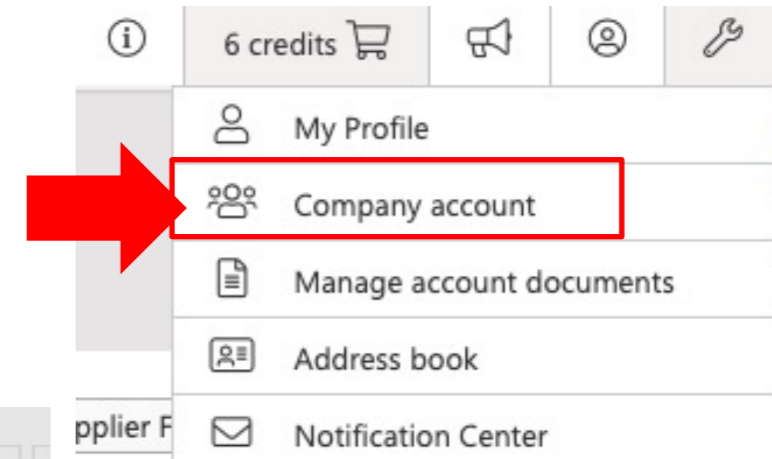 6 credits
My Profile
Company account
Manage account documents
Address book
pplier F
Notification Center